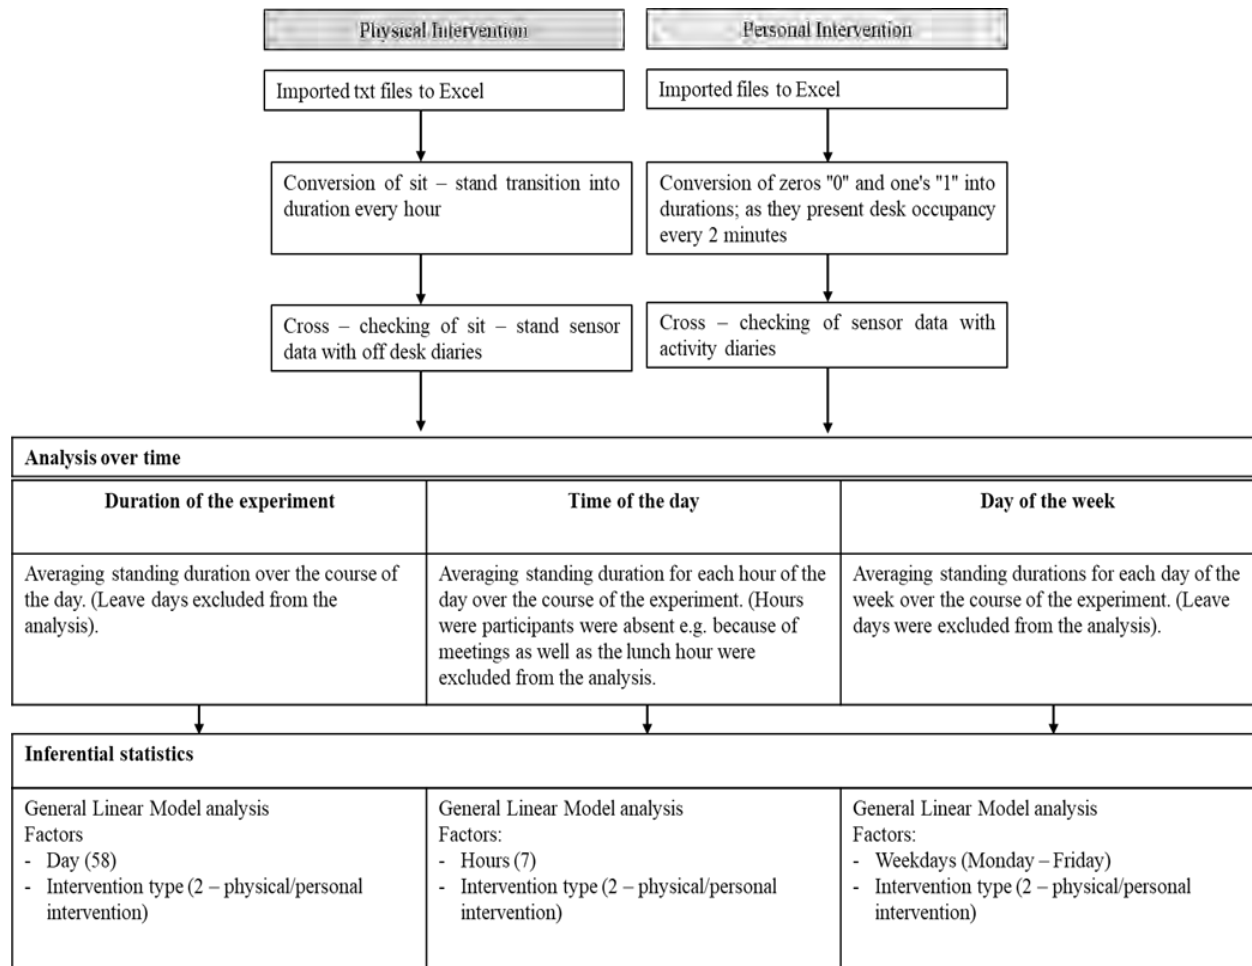 Physical Intervention
Personal Intervention
Imported txt files to Excel
Imported files to Excel
Conversion of sit – stand transition into
duration every hour
Conversion of zeros "0" and one's "1" into
durations; as they present desk occupancy
every 2 minutes
Cross – checking of sit – stand sensor
data with off desk diaries
Cross – checking of sensor data with
activity diaries
Analysis over time
Duration of the experiment
Time of the day
Day of the week
Averaging standing duration over the course of
the day. (Leave days excluded from the
analysis).
Averaging standing duration for each hour of the
day over the course of the experiment. (Hours
were participants were absent e.g. because of
meetings as well as the lunch hour were
excluded from the analysis.
Averaging standing durations for each day of the
week over the course of the experiment. (Leave
days were excluded from the analysis).
Inferential statistics
General Linear Model analysis
Factors
- Day (58)
- Intervention type (2 – physical/personal
intervention)
General Linear Model analysis
Factors:
- Hours (7)
- Intervention type (2 – physical/personal
intervention)
General Linear Model analysis
Factors:
- Weekdays (Monday – Friday)
- Intervention type (2 – physical/personal
intervention)